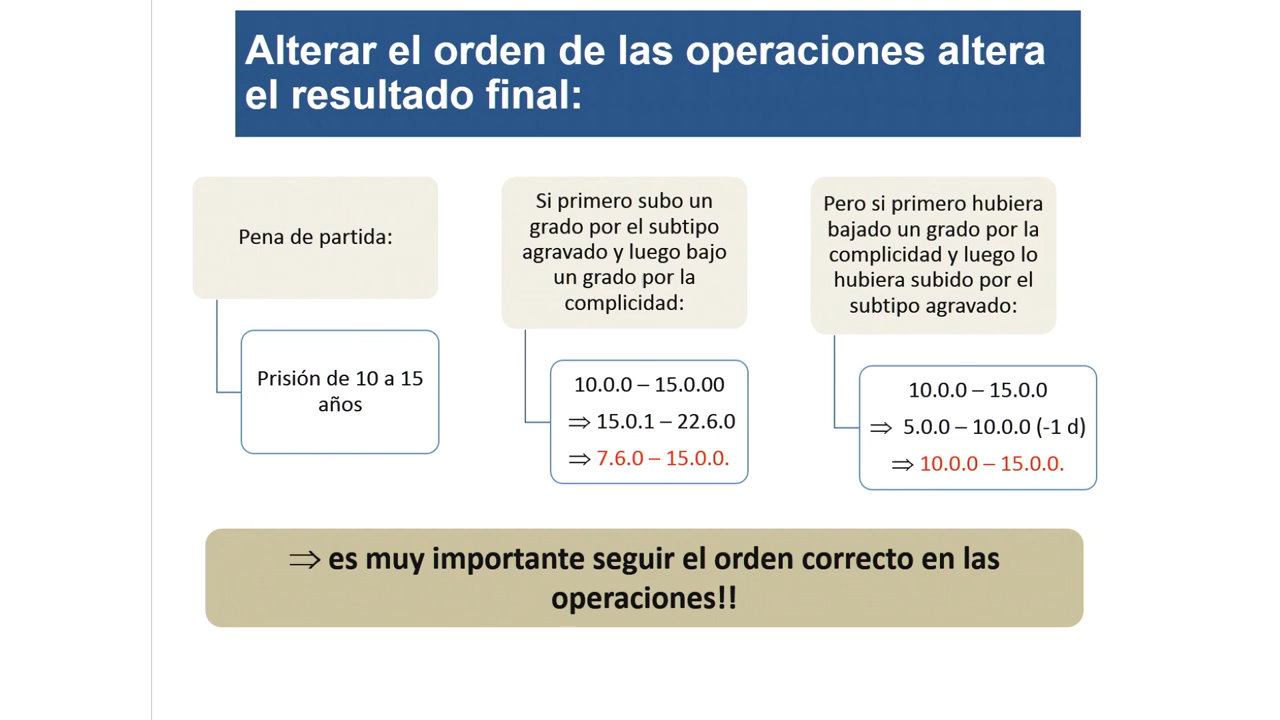 Alterar el orden de las operaciones altera
el resultado final:
Pena de partida:
Prisión de 10 a 15
años
Si primero subo un
grado por el subtipo
agravado y luego bajo
un grado por la
complicidad:
10.0.0 – 15.0.00
⇒ 15.0.1 – 22.6.0
⇒ 7.6.0 – 15.0.0.
Pero si primero hubiera
bajado un grado por la
complicidad y luego lo
hubiera subido por el
subtipo agravado:
10.0.0 – 15.0.0
⇒ 5.0.0 – 10.0.0 (-1 d)
⇒ 10.0.0 – 15.0.0.
⇒ es muy importante seguir el orden correcto en las
operaciones!!